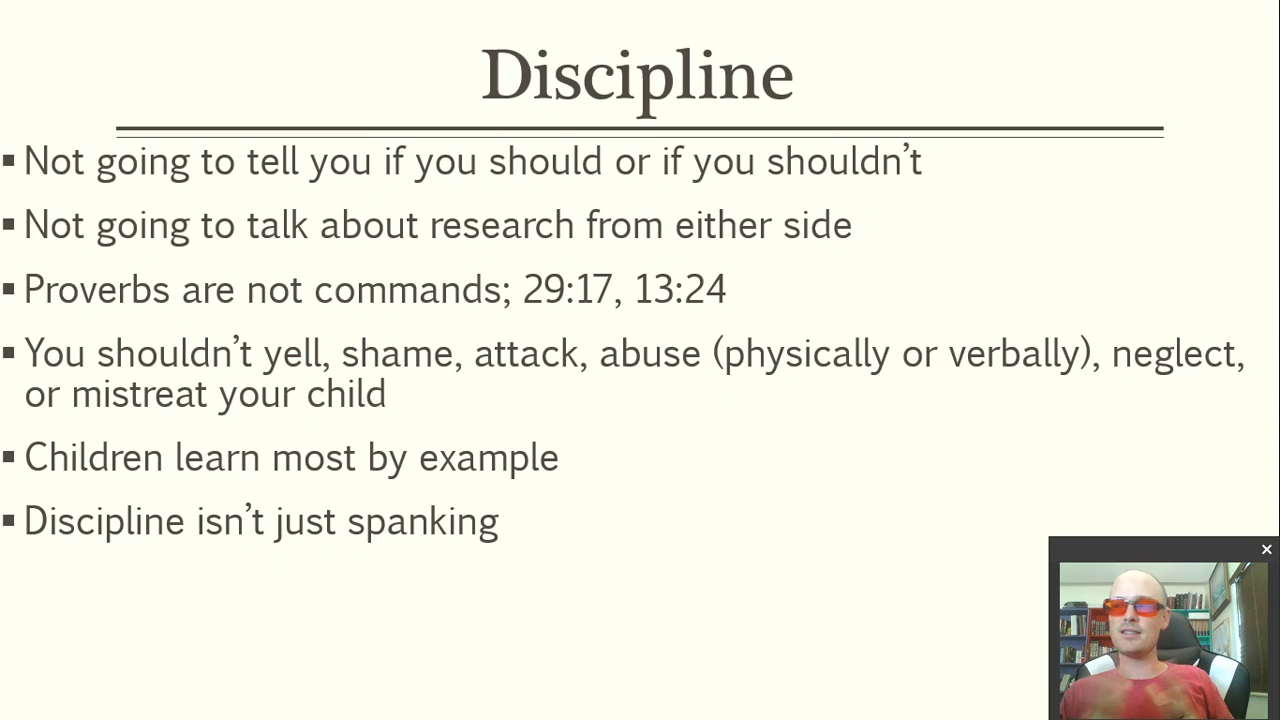 Discipline
▪ Not going to tell you if you should or if you shouldn’t
▪ Not going to talk about research from either side
▪ Proverbs are not commands; 29:17, 13:24
▪ You shouldn’t yell, shame, attack, abuse (physically or verbally), neglect,
or mistreat your child
▪ Children learn most by example
▪ Discipline isn’t just spanking